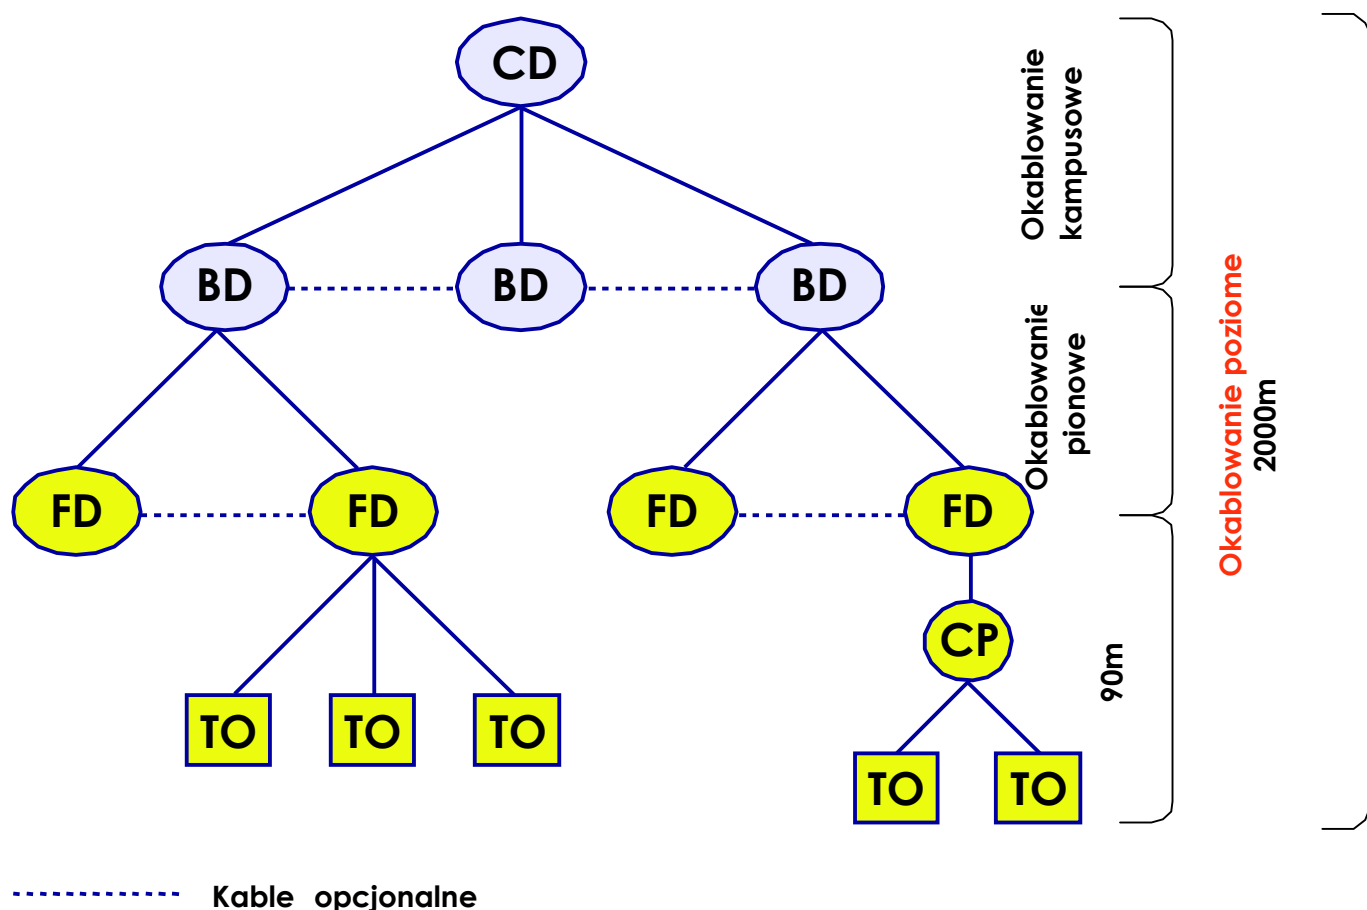 CD
Okablowanie
kampusowe
BD
BD
BD
Okablowanie
pionowe
Okablowanie poziome
2000m
FD
FD
FD
FD
CP
90m
TO
TO
TO
TO
TO
Kable opcjonalne